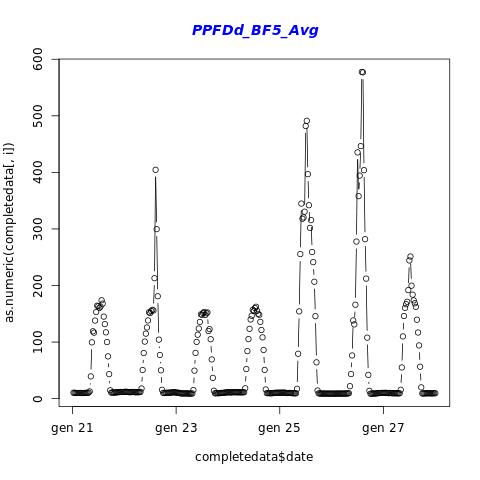 PPFDd_BF5_Avg
as.numeric(completedata[, i])
600
500
400
300
200
100
0
gen 21
gen 23
gen 25
gen 27
completedata$date